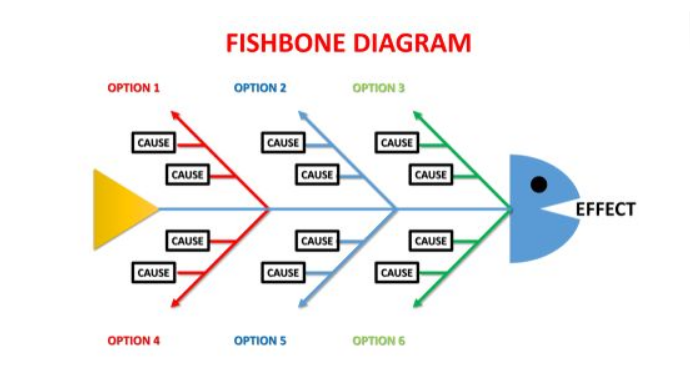 FISHBONE DIAGRAM
OPTION 1
OPTION 2
OPTION 3
CAUSE
CAUSE
CAUSE
CAUSE
CAUSE
CAUSE
EFFECT
CAUSE
CAUSE
CAUSE
CAUSE
CAUSE
CAUSE
OPTION 4
OPTION 5
OPTION 6